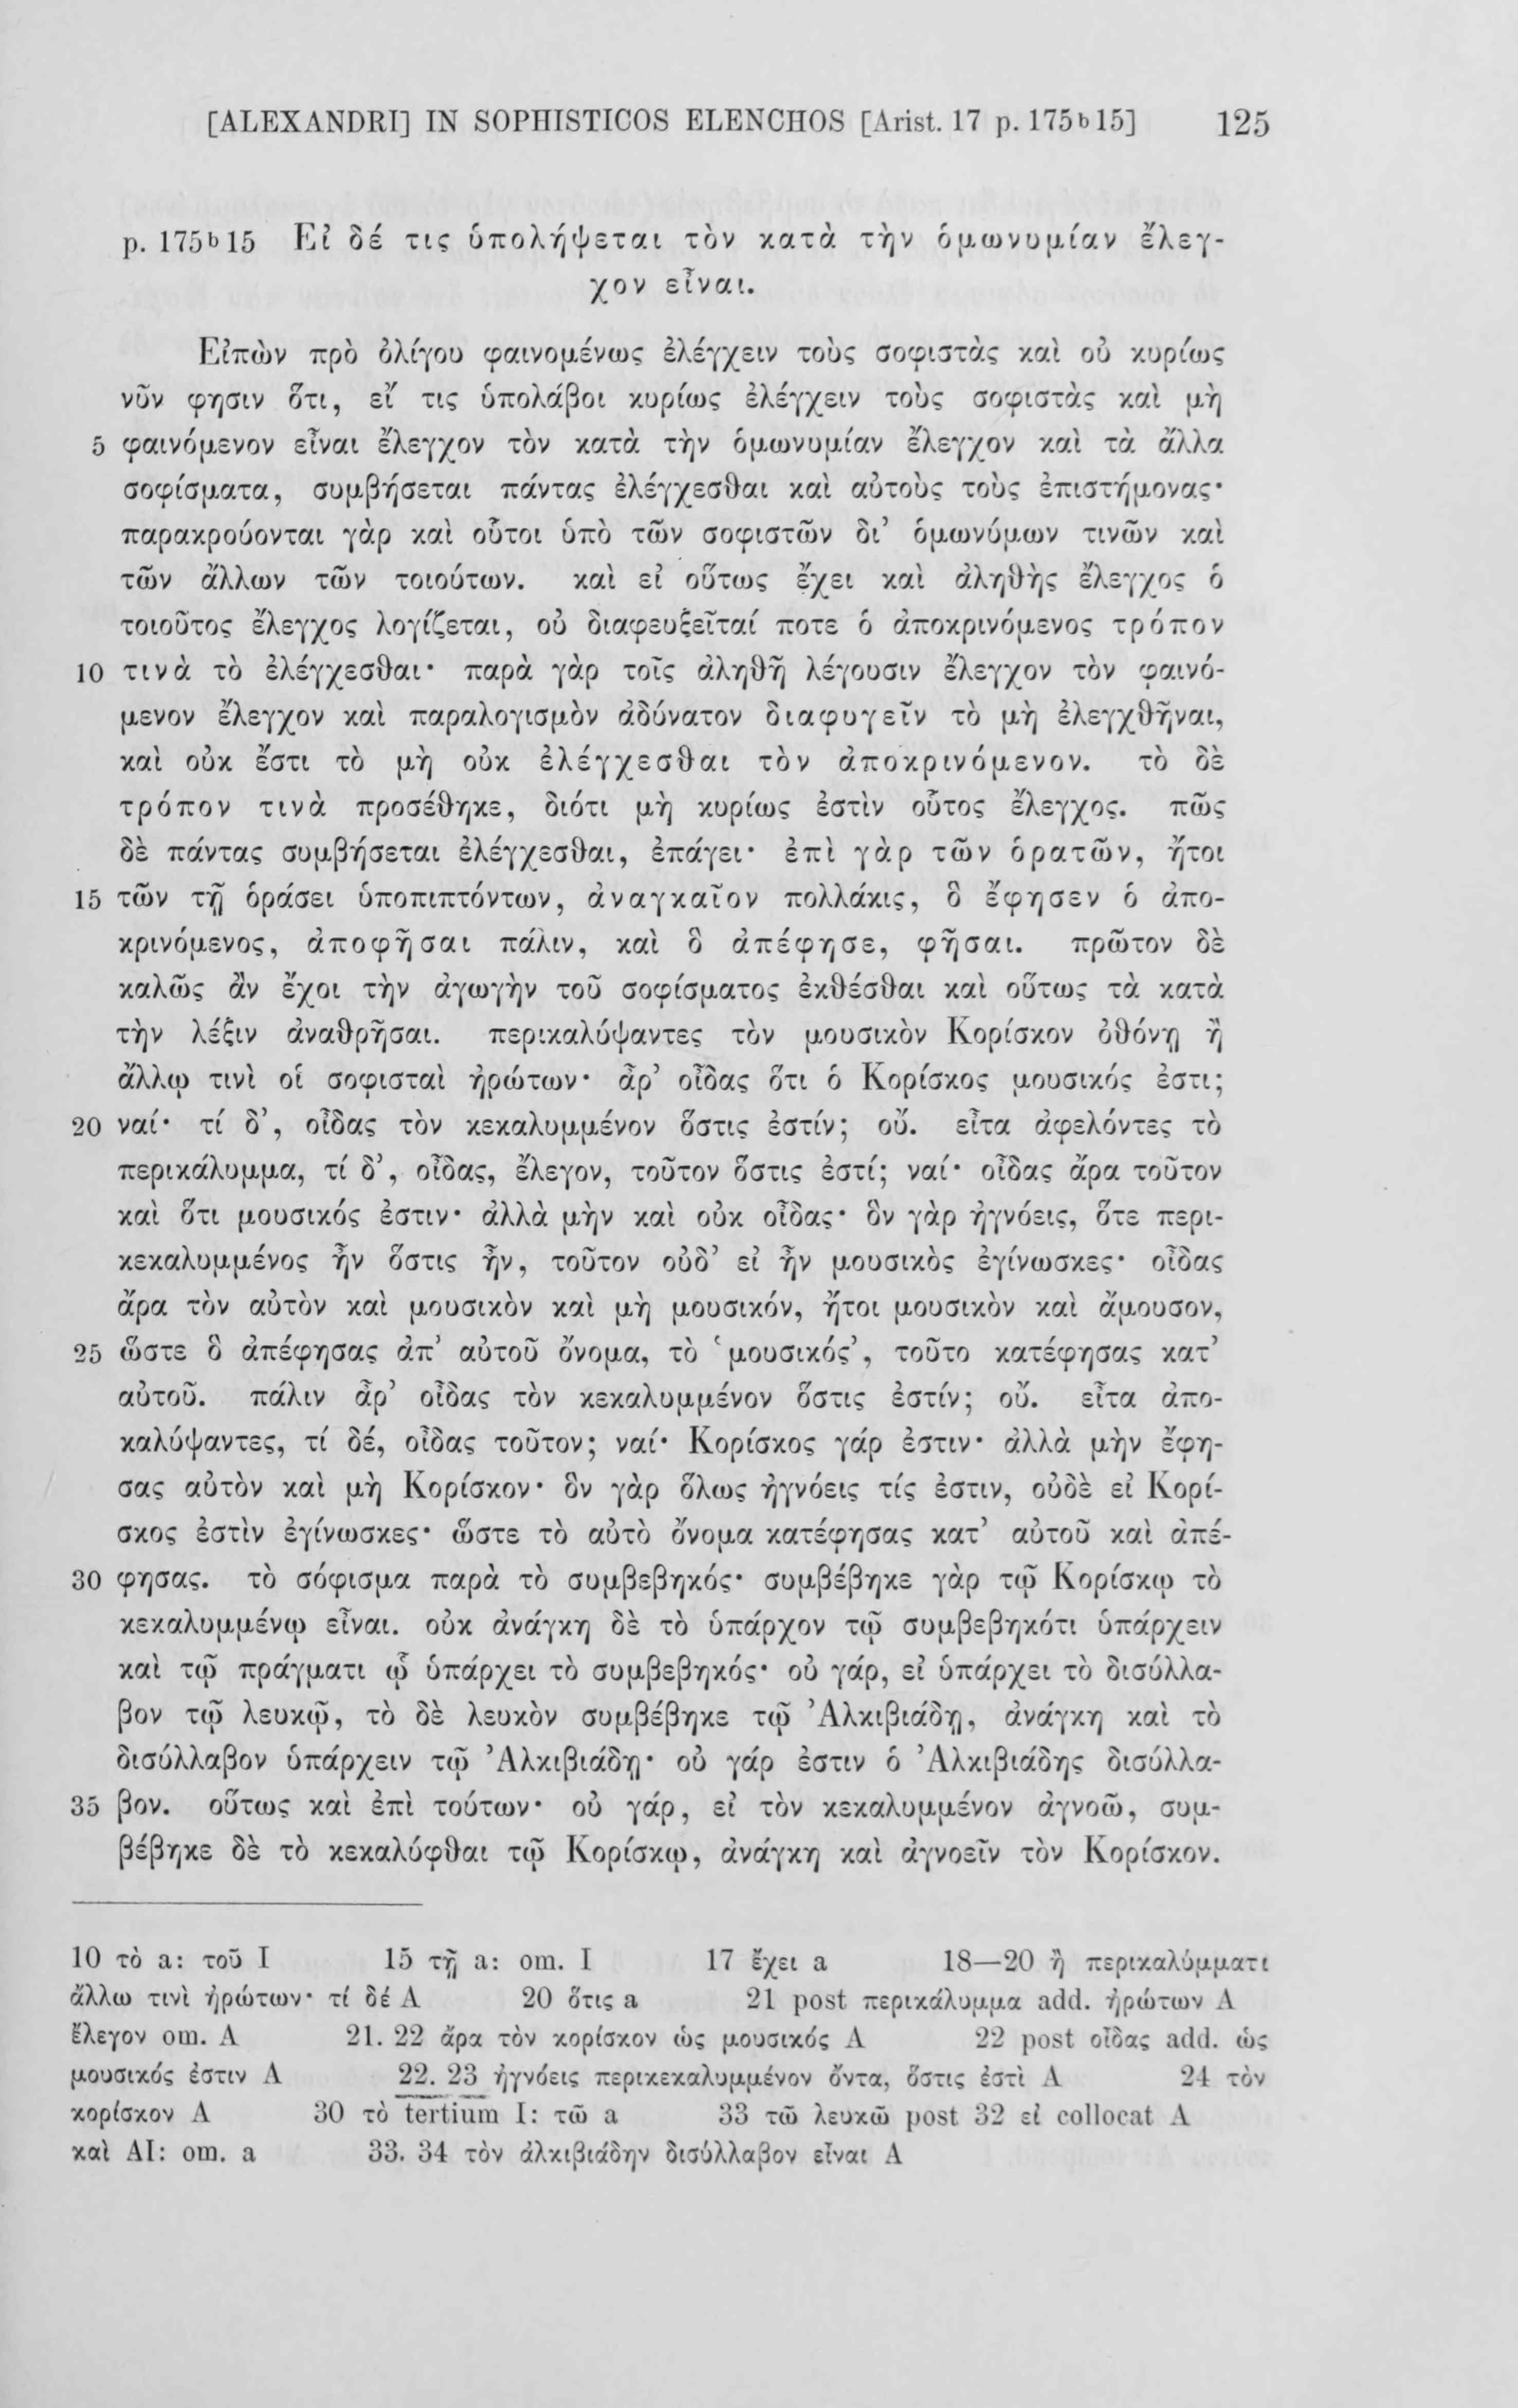 [ALEXANDRI] IN SOPHISTICOS ELENCHOS [Arist. 17 p. 175b15] 125
p. 175b15 Εἰ δέ τις ὑπολήψεται τὸν κατὰ τὴν ὁμωνυμίαν ἔλεγ-
χον εἶναι.
Εἰπὼν πρὸ ὀλίγου φαινομένως ἐλέγχειν τοὺς σοφιστὰς καὶ οὐ κυρίως
νῦν φησιν ὅτι, εἴ τις ὑπολάβοι κυρίως ἐλέγχειν τοὺς σοφιστὰς καὶ μὴ
5 φαινόμενον εἶναι ἔλεγχον τὸν κατὰ τὴν ὁμωνυμίαν ἔλεγχον καὶ τὰ ἄλλα
σοφίσματα, συμβήσεται πάντας ἐλέγχεσθαι καὶ αὐτοὺς τοὺς ἐπιστήμονας·
παρακρούονται γὰρ καὶ οὗτοι ὑπὸ τῶν σοφιστῶν δι’ ὁμωνύμων τινῶν καὶ
τῶν ἄλλων τῶν τοιούτων. καὶ εἰ οὕτως ἔχει καὶ ἀληθὴς ἔλεγχος ὁ
τοιοῦτος ἔλεγχος λογίζεται, οὐ διαφευξεῖταί ποτε ὁ ἀποκρινόμενος τρόπον
10 τινὰ τὸ ἐλέγχεσθαι· παρὰ γὰρ τοῖς ἀληθῆ λέγουσιν ἔλεγχον τὸν φαινό-
μενον ἔλεγχον καὶ παραλογισμὸν ἀδύνατον διαφυγεῖν τὸ μὴ ἐλεγχθῆναι,
καὶ οὐκ ἔστι τὸ μὴ οὐκ ἐλέγχεσθαι τὸν ἀποκρινόμενον. τὸ δὲ
τρόπον τινὰ προσέθηκε, διότι μὴ κυρίως ἐστὶν οὗτος ἔλεγχος. πῶς
δὲ πάντας συμβήσεται ἐλέγχεσθαι, ἐπάγει· ἐπὶ γὰρ τῶν ὁρατῶν, ἤτοι
15 τῶν τῇ ὁράσει ὑποπιπτόντων, ἀναγκαῖον πολλάκις, ὃ ἔφησεν ὁ ἀπο-
κρινόμενος, ἀποφῆσαι πάλιν, καὶ ὃ ἀπέφησε, φῆσαι. πρῶτον δὲ
καλῶς ἂν ἔχοι τὴν ἀγωγὴν τοῦ σοφίσματος ἐκθέσθαι καὶ οὕτως τὰ κατὰ
τὴν λέξιν ἀναθρῆσαι. περικαλύψαντες τὸν μουσικὸν Κορίσκον ὀθόνῃ ἢ
ἄλλῳ τινὶ οἱ σοφισταὶ ἠρώτων· ἆρ’ οἶδας ὅτι ὁ Κορίσκος μουσικός ἐστι;
20 ναί· τί δ’, οἶδας τὸν κεκαλυμμένον ὅστις ἐστίν; οὔ. εἶτα ἀφελόντες τὸ
περικάλυμμα, τί δ’, οἶδας, ἔλεγον, τοῦτον ὅστις ἐστί; ναί· οἶδας ἄρα τοῦτον
καὶ ὅτι μουσικός ἐστιν· ἀλλὰ μὴν καὶ οὐκ οἶδας· ὃν γὰρ ἠγνόεις, ὅτε περι-
κεκαλυμμένος ἦν ὅστις ἦν, τοῦτον οὐδ’ εἰ ἦν μουσικὸς ἐγίνωσκες· οἶδας
ἄρα τὸν αὐτὸν καὶ μουσικὸν καὶ μὴ μουσικόν, ἤτοι μουσικὸν καὶ ἄμουσον,
25 ὥστε ὃ ἀπέφησας ἀπ’ αὐτοῦ ὄνομα, τὸ ‘μουσικός’, τοῦτο κατέφησας κατ’
αὐτοῦ. πάλιν ἆρ’ οἶδας τὸν κεκαλυμμένον ὅστις ἐστίν; οὔ. εἶτα ἀπο-
καλύψαντες, τί δέ, οἶδας τοῦτον; ναί· Κορίσκος γάρ ἐστιν· ἀλλὰ μὴν ἔφη-
σας αὐτὸν καὶ μὴ Κορίσκον· ὃν γὰρ ὅλως ἠγνόεις τίς ἐστιν, οὐδὲ εἰ Κορί-
σκος ἐστὶν ἐγίνωσκες· ὥστε τὸ αὐτὸ ὄνομα κατέφησας κατ’ αὐτοῦ καὶ ἀπέ-
30 φησας. τὸ σόφισμα παρὰ τὸ συμβεβηκός· συμβέβηκε γὰρ τῷ Κορίσκῳ τὸ
κεκαλυμμένῳ εἶναι. οὐκ ἀνάγκη δὲ τὸ ὑπάρχον τῷ συμβεβηκότι ὑπάρχειν
καὶ τῷ πράγματι ᾧ ὑπάρχει τὸ συμβεβηκός· οὐ γάρ, εἰ ὑπάρχει τὸ δισύλλα-
βον τῷ λευκῷ, τὸ δὲ λευκὸν συμβέβηκε τῷ Ἀλκιβιάδῃ, ἀνάγκη καὶ τὸ
δισύλλαβον ὑπάρχειν τῷ Ἀλκιβιάδῃ· οὐ γάρ ἐστιν ὁ Ἀλκιβιάδης δισύλλα-
35 βον. οὕτως καὶ ἐπὶ τούτων· οὐ γάρ, εἰ τὸν κεκαλυμμένον ἀγνοῶ, συμ-
βέβηκε δὲ τὸ κεκαλύφθαι τῷ Κορίσκῳ, ἀνάγκη καὶ ἀγνοεῖν τὸν Κορίσκον.
10 τὸ a: τοῦ I 15 τῇ a: om. I 17 ἔχει a 18—20 ἢ περικαλύμματι
ἄλλω τινὶ ἠρώτων· τί δέ A 20 ὅτις a 21 post περικάλυμμα add. ἠρώτων A
ἔλεγον om. A 21. 22 ἄρα τὸν κορίσκον ὡς μουσικός A 22 post οἶδας add. ὡς
μουσικός ἐστιν A 22. 23 ἠγνόεις περικεκαλυμμένον ὄντα, ὅστις ἐστὶ A 24 τὸν
κορίσκον A 30 τὸ tertium I: τῶ a 33 τῶ λευκῶ post 32 εἰ collocat A
καὶ AI: om. a 33. 34 τὸν ἀλκιβιάδην δισύλλαβον εἶναι A